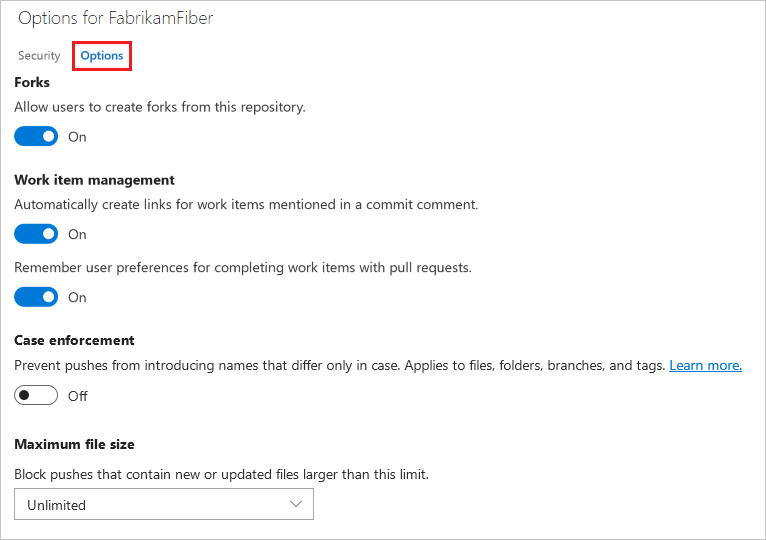 Options for FabrikamFiber
Security Options
Forks
Allow users to create forks from this repository.
On
Work item management
Automatically create links for work items mentioned in a commit comment.
On
Remember user preferences for completing work items with pull requests.
On
Case enforcement
Prevent pushes from introducing names that differ only in case. Applies to files, folders, branches, and tags. Learn more.
Off
Maximum file size
Block pushes that contain new or updated files larger than this limit.
Unlimited